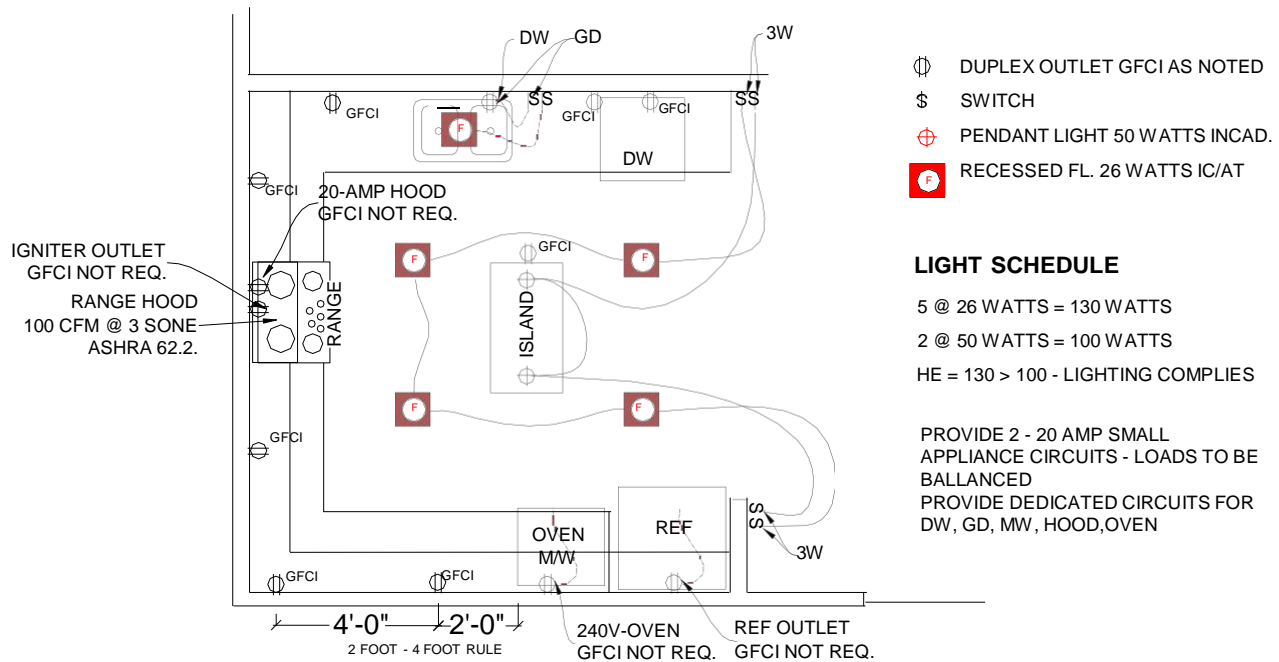 DW
GD
3W
SS
SS
GFCI
GFCI
GFCI
F
DW
GFCI
20-AMP HOOD
GFCI NOT REQ.
IGNITER OUTLET
GFCI NOT REQ.
RANGE HOOD
100 CFM @ 3 SONE
ASHRA 62.2.
RANGE
F
GFCI
F
ISLAND
F
F
GFCI
OVEN
M/W
REF
S
S
3W
GFCI
GFCI
4'-0"
2'-0"
2 FOOT - 4 FOOT RULE
240V-OVEN
GFCI NOT REQ.
REF OUTLET
GFCI NOT REQ.
DUPLEX OUTLET GFCI AS NOTED
$ SWITCH
PENDANT LIGHT 50 WATTS INCAD.
F RECESSED FL. 26 WATTS IC/AT
LIGHT SCHEDULE
5 @ 26 WATTS = 130 WATTS
2 @ 50 WATTS = 100 WATTS
HE = 130 > 100 - LIGHTING COMPLIES
PROVIDE 2 - 20 AMP SMALL
APPLIANCE CIRCUITS - LOADS TO BE
BALLANCED
PROVIDE DEDICATED CIRCUITS FOR
DW, GD, MW, HOOD,OVEN